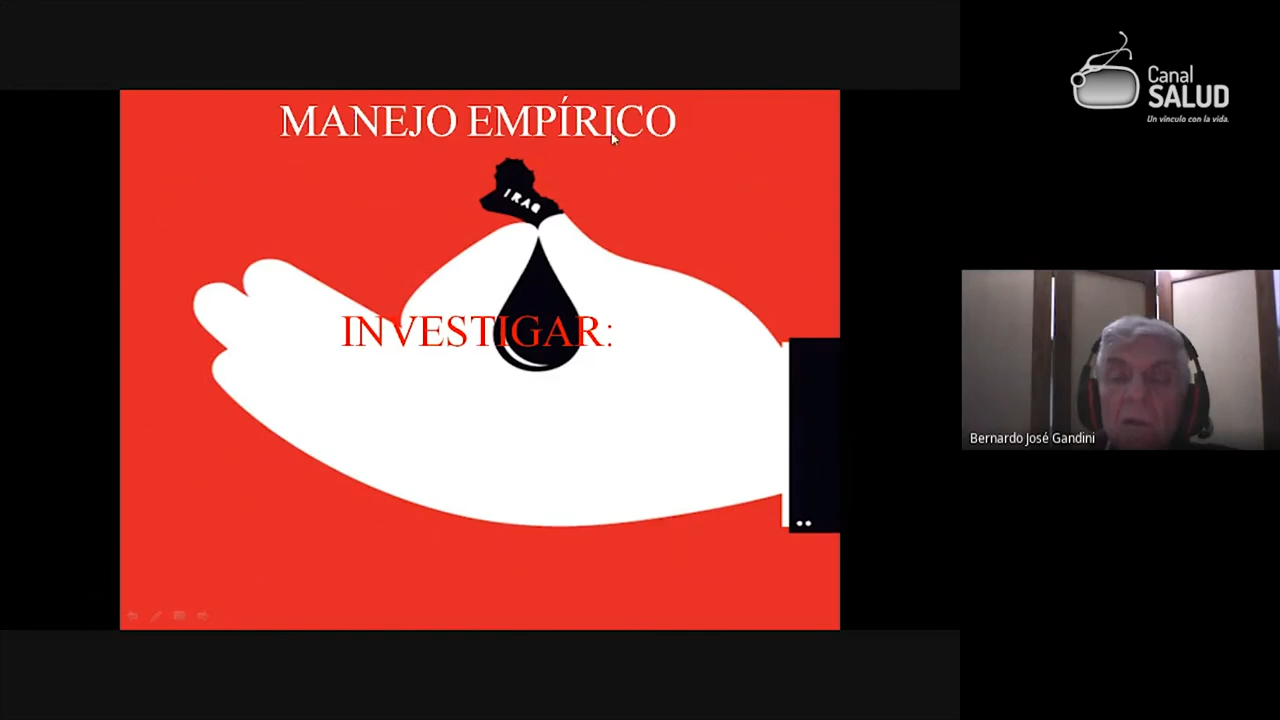 MANEJO EMPÍRICO
IRAQ
INVESTIGAR:
Canal
SALUD
Un vínculo con la vida.
Bernardo José Gandini